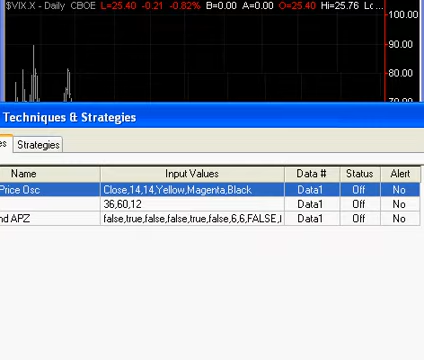 $VIX.X - Daily CBOE L=25.40 -0.21 -0.82% B=0.00 A=0.00 O=25.40 Hi=25.76 Lo...
100.00
90.00
80.00
70.00
Techniques & Strategies
es Strategies
Name Input Values Data # Status Alert
Price Osc Close,14,14,Yellow,Magenta,Black Data1 Off No
36,60,12 Data1 Off No
nd APZ false,true,false,false,true,false,6,6,FALSE,I Data1 Off No